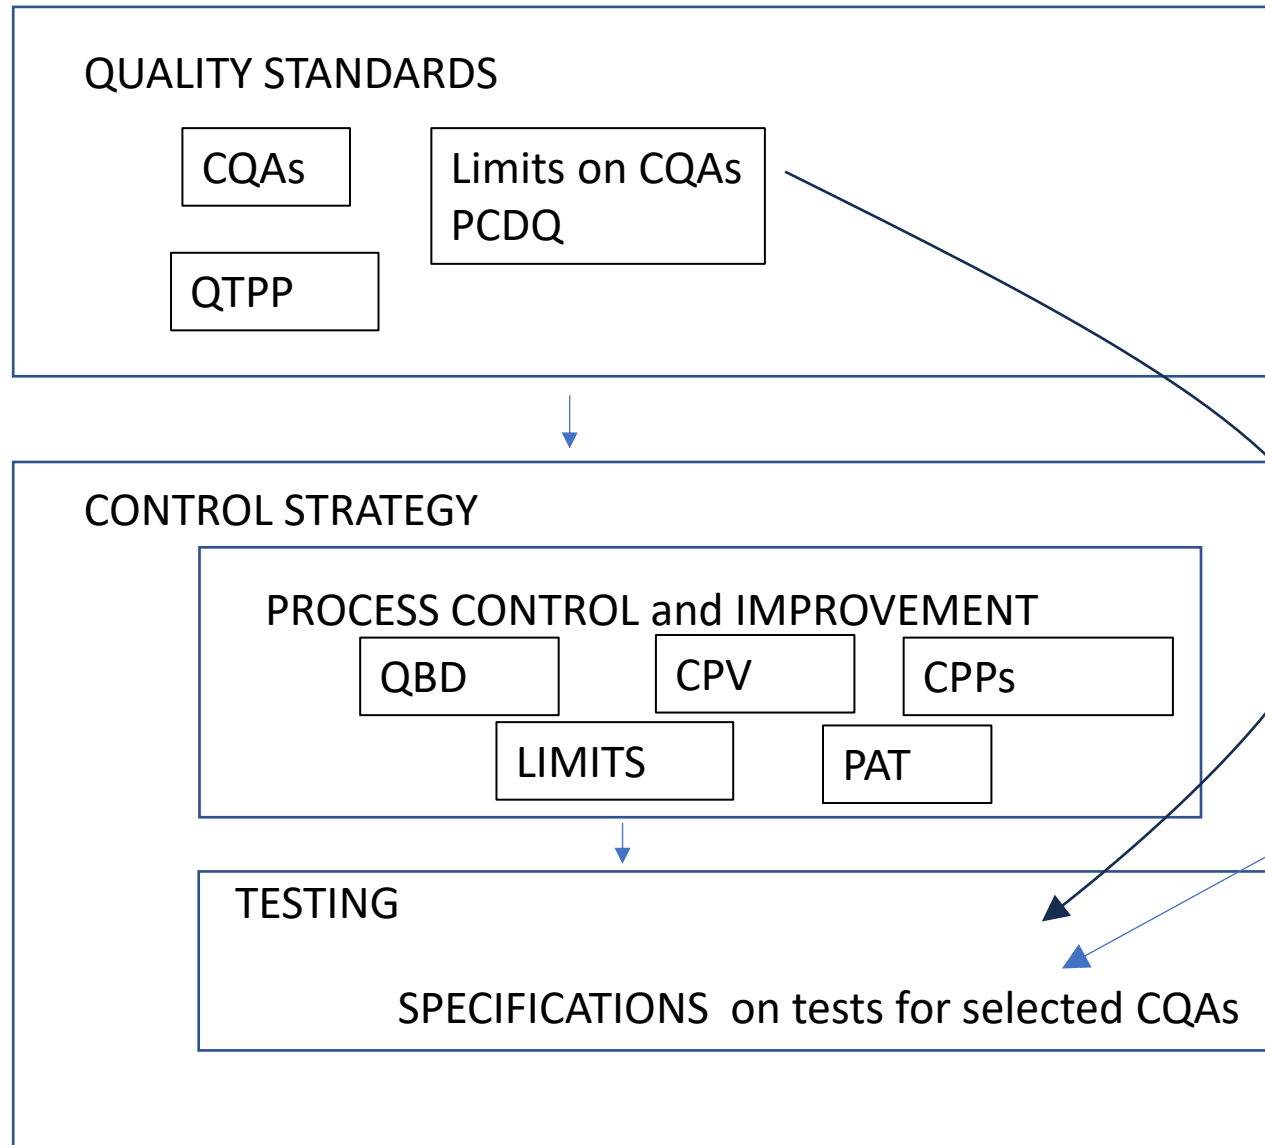 QUALITY STANDARDS
CQAs
Limits on CQAs
PCDQ
QTPP
CONTROL STRATEGY
PROCESS CONTROL and IMPROVEMENT
QBD
CPV
CPPs
LIMITS
PAT
TESTING
SPECIFICATIONS on tests for selected CQAs